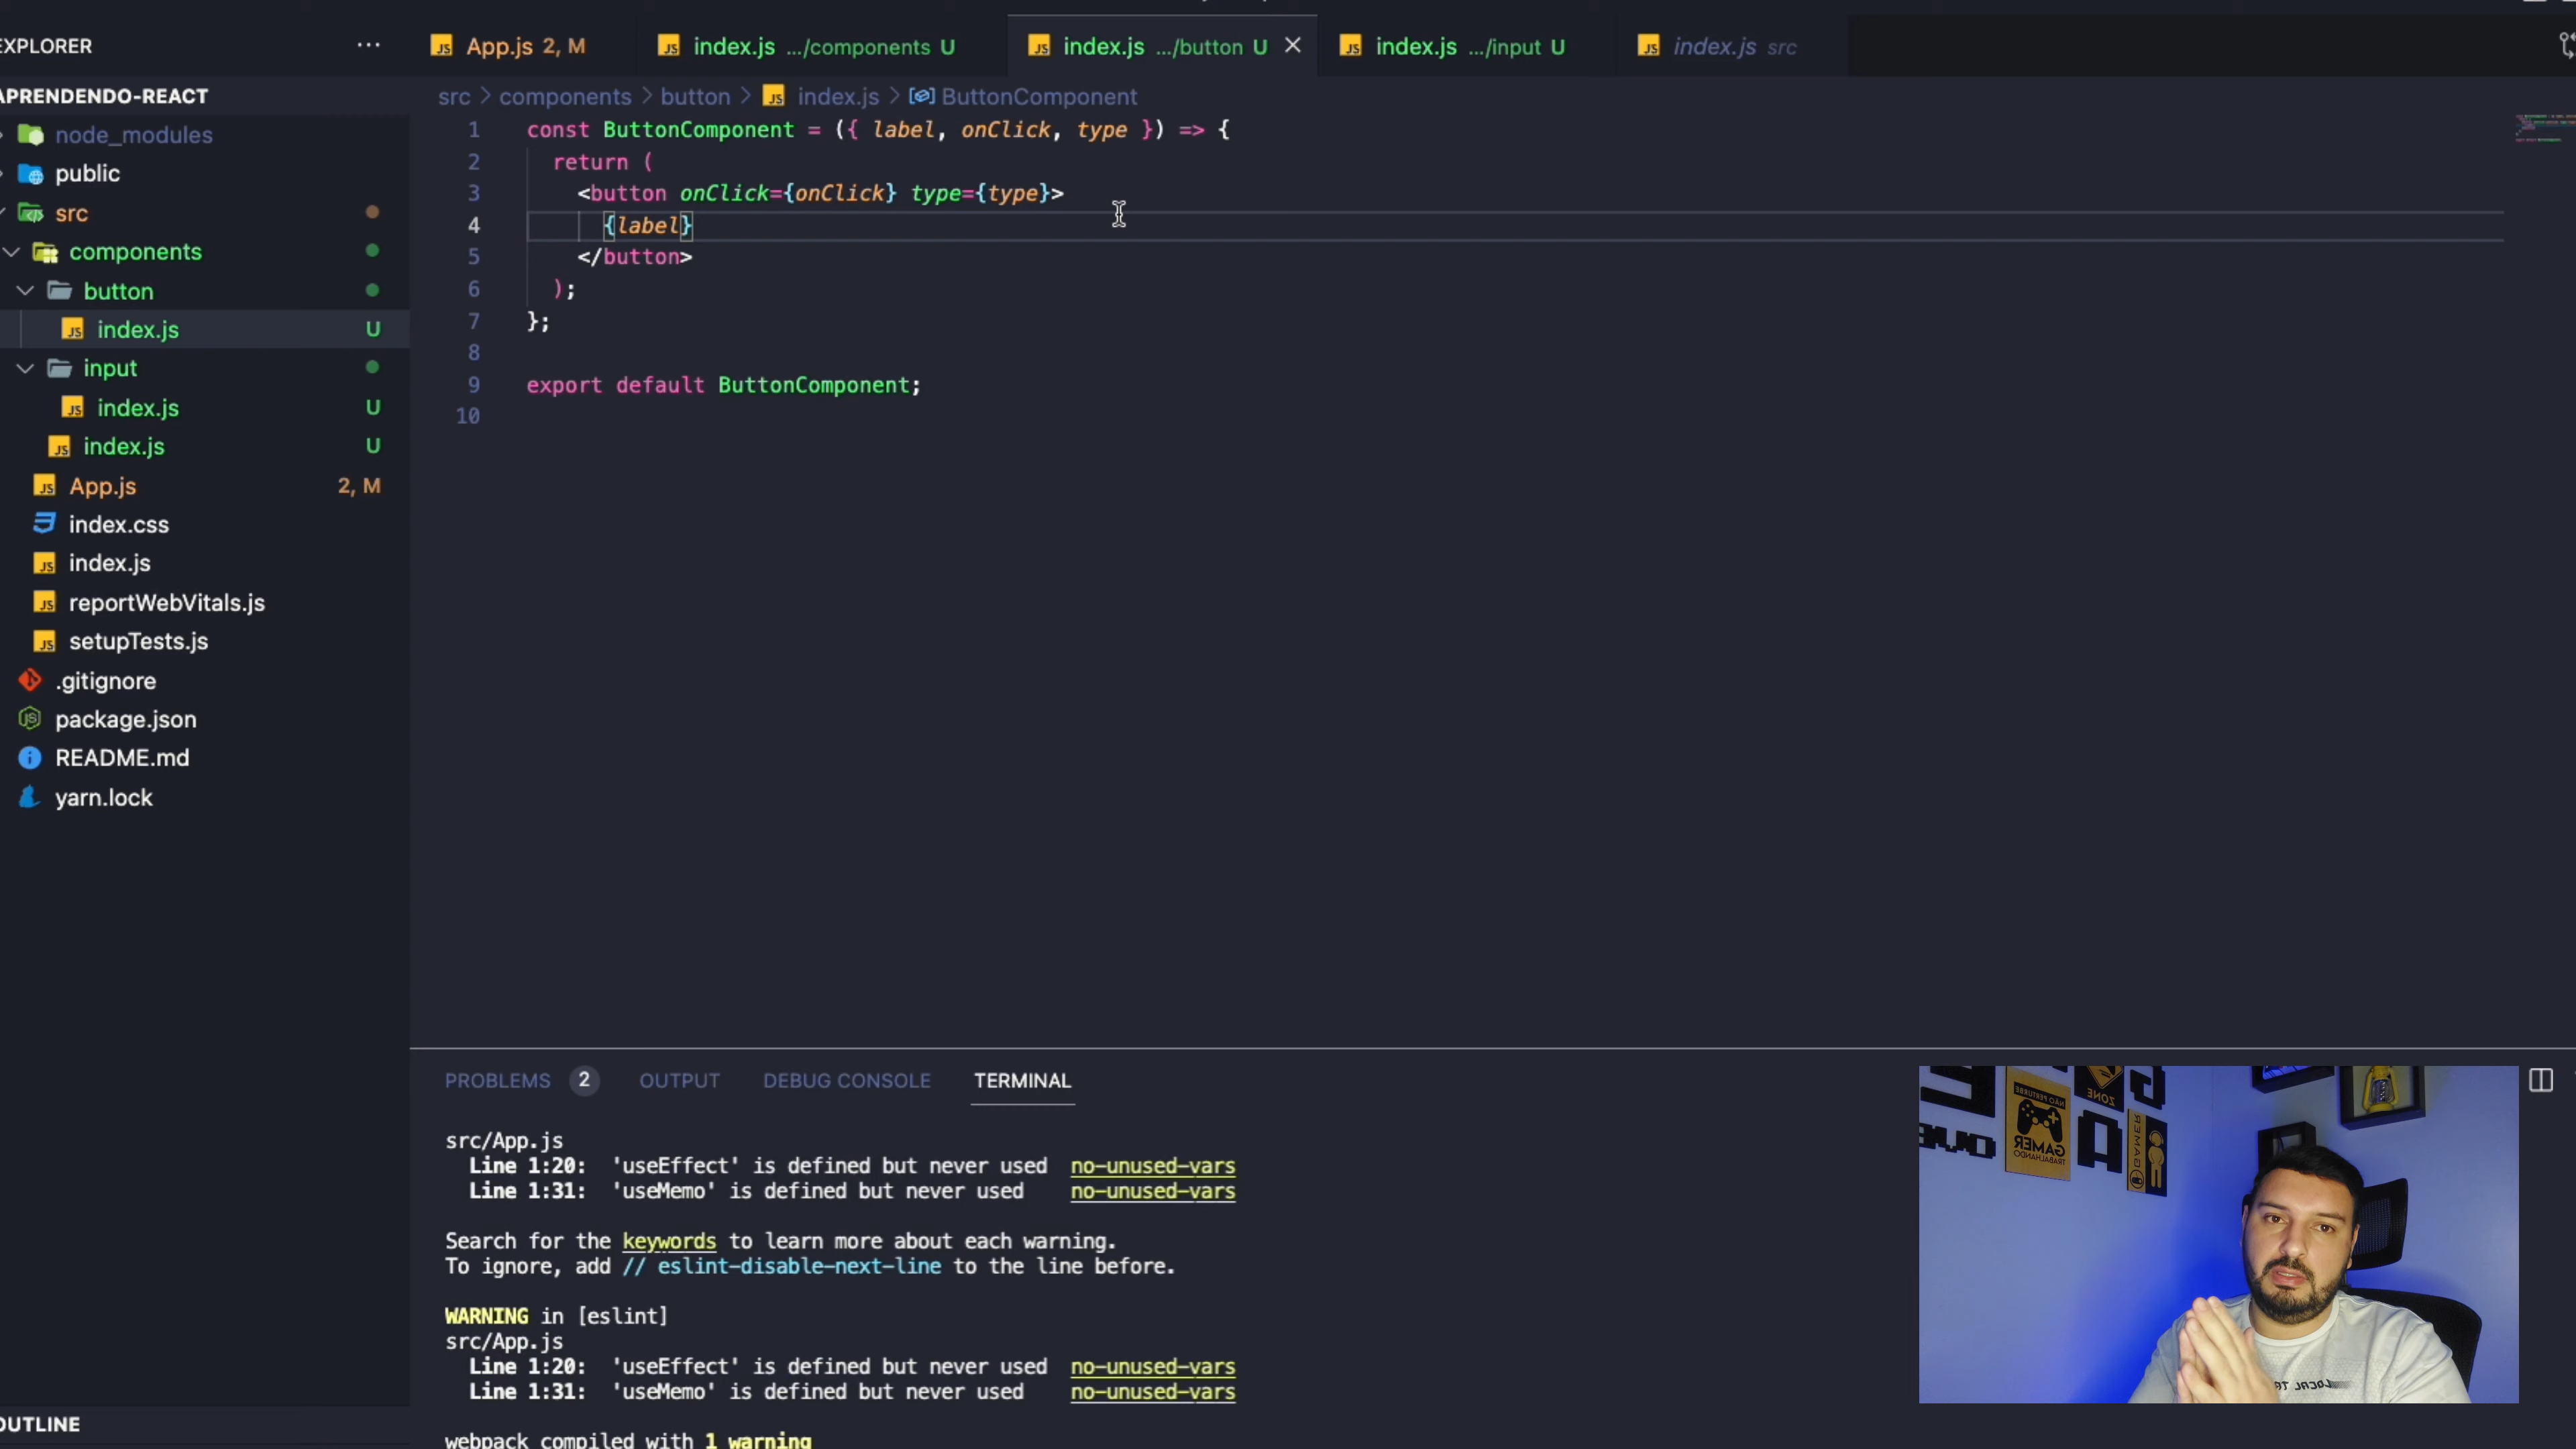 EXPLORER
APRENDENDO-REACT
node_modules
public
src
components
button
index.js U
input
index.js U
index.js U
App.js 2, M
index.css
index.js
reportWebVitals.js
setupTests.js
.gitignore
package.json
README.md
yarn.lock
OUTLINE
App.js 2, M index.js .../components U index.js .../button U index.js .../input U index.js src
src > components > button > index.js > ButtonComponent
1 const ButtonComponent = ({ label, onClick, type }) => {
2 return (
3 <button onClick={onClick} type={type}>
4 {label}
5 </button>
6 );
7 };
8
9 export default ButtonComponent;
10
PROBLEMS 2 OUTPUT DEBUG CONSOLE TERMINAL
src/App.js
Line 1:20: 'useEffect' is defined but never used no-unused-vars
Line 1:31: 'useMemo' is defined but never used no-unused-vars
Search for the keywords to learn more about each warning.
To ignore, add // eslint-disable-next-line to the line before.
WARNING in [eslint]
src/App.js
Line 1:20: 'useEffect' is defined but never used no-unused-vars
Line 1:31: 'useMemo' is defined but never used no-unused-vars
webpack compiled with 1 warning
NÃO PERTURBE
GAMER
TRABALHANDO
ZONE
GAMER
LOCAL